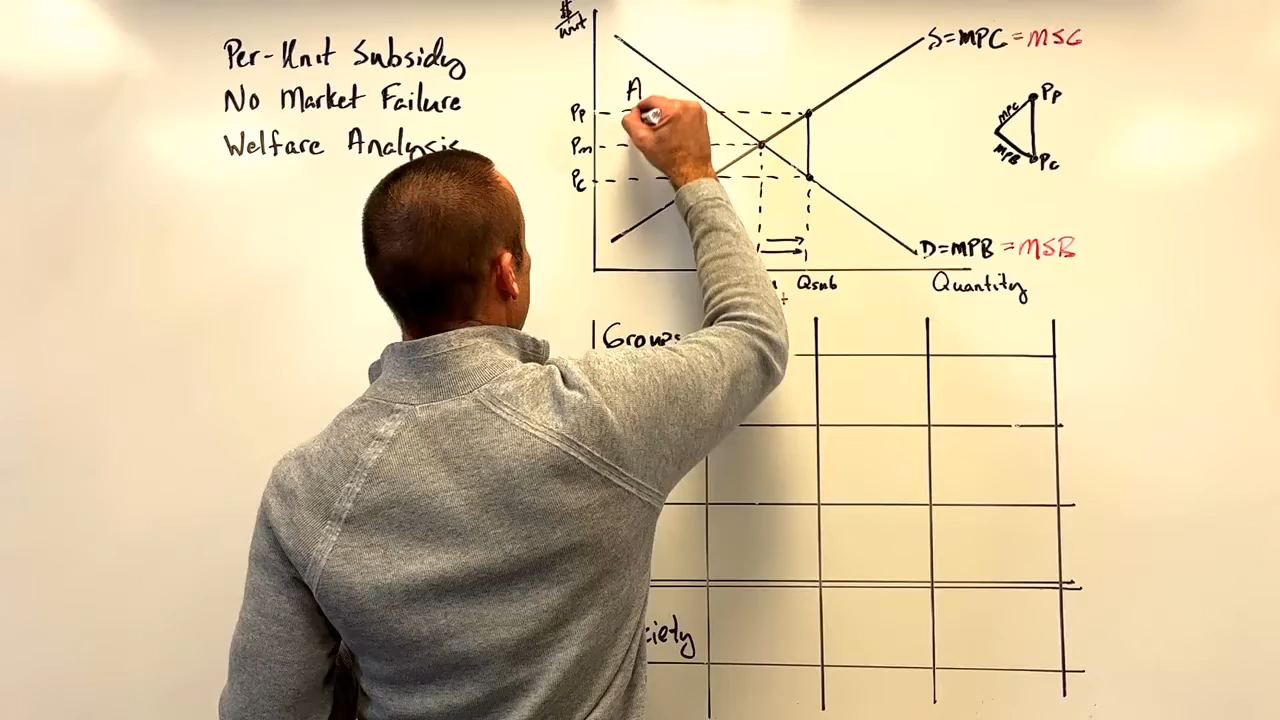 Per-Unit Subsidy
No Market Failure
Welfare Analysis
$
unit
A
Pp
Pm
Pc
S=MPC=MSC
D=MPB=MSB
MPC
Pp
MPB
Pc
Qsub
Quantity
Groups